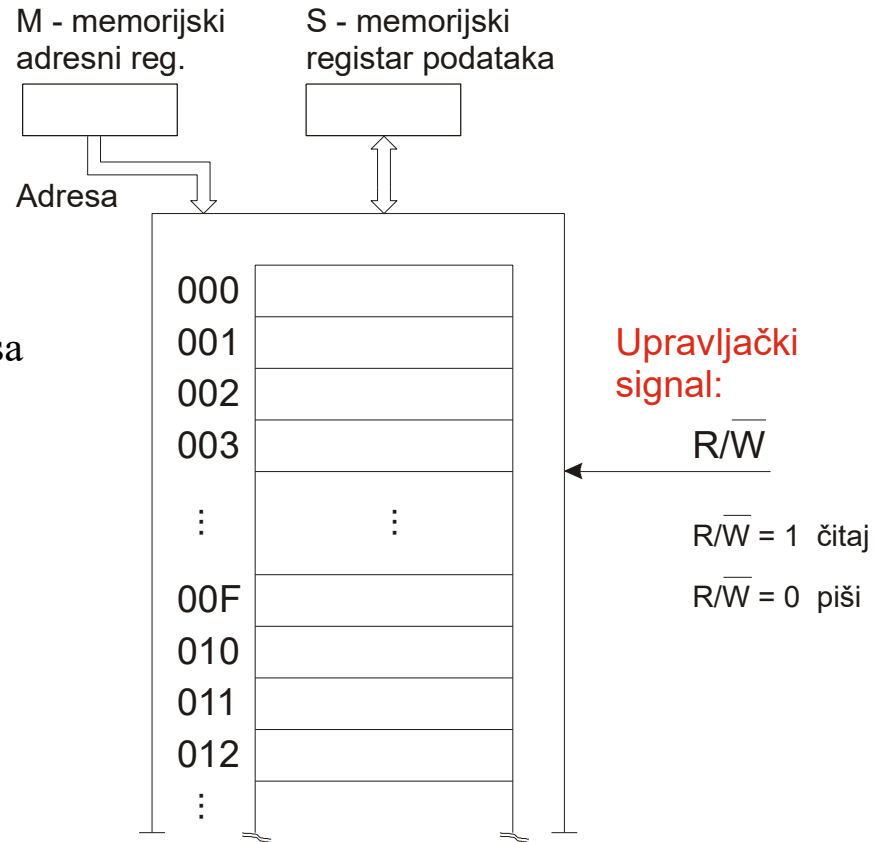 M - memorijski
adresni reg.
S - memorijski
registar podataka
Adresa
000
001
sa
002
003
⋮ ⋮
00F
010
011
012
⋮
Upravljački
signal:
R/W̅
R/W̅ = 1 čitaj
R/W̅ = 0 piši